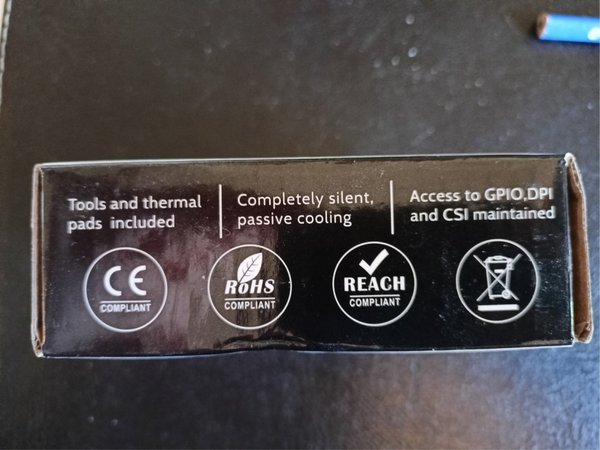 Tools and thermal
pads included
Completely silent,
passive cooling
Access to GPIO,DPI
and CSI maintained
CE
COMPLIANT
RoHS
COMPLIANT
REACH
COMPLIANT